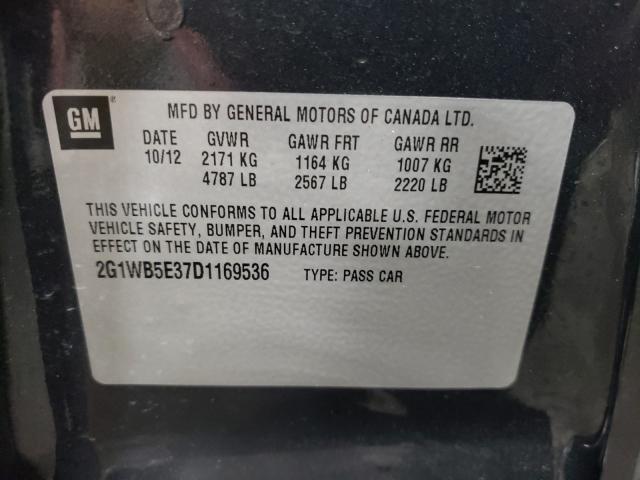 GM®
MFD BY GENERAL MOTORS OF CANADA LTD.
DATE GVWR GAWR FRT GAWR RR
10/12 2171 KG 1164 KG 1007 KG
4787 LB 2567 LB 2220 LB
THIS VEHICLE CONFORMS TO ALL APPLICABLE U.S. FEDERAL MOTOR
VEHICLE SAFETY, BUMPER, AND THEFT PREVENTION STANDARDS IN
EFFECT ON THE DATE OF MANUFACTURE SHOWN ABOVE.
2G1WB5E37D1169536 TYPE: PASS CAR